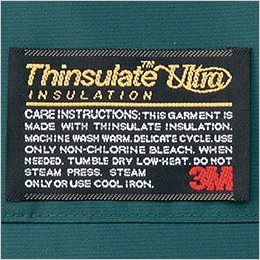 Thinsulate™ Ultra
INSULATION
CARE INSTRUCTIONS: THIS GARMENT IS
MADE WITH THINSULATE INSULATION.
MACHINE WASH WARM. DELICATE CYCLE. USE
ONLY NON-CHLORINE BLEACH. WHEN
NEEDED. TUMBLE DRY LOW-HEAT. DO NOT
STEAM PRESS. STEAM
ONLY OR USE COOL IRON.
3M